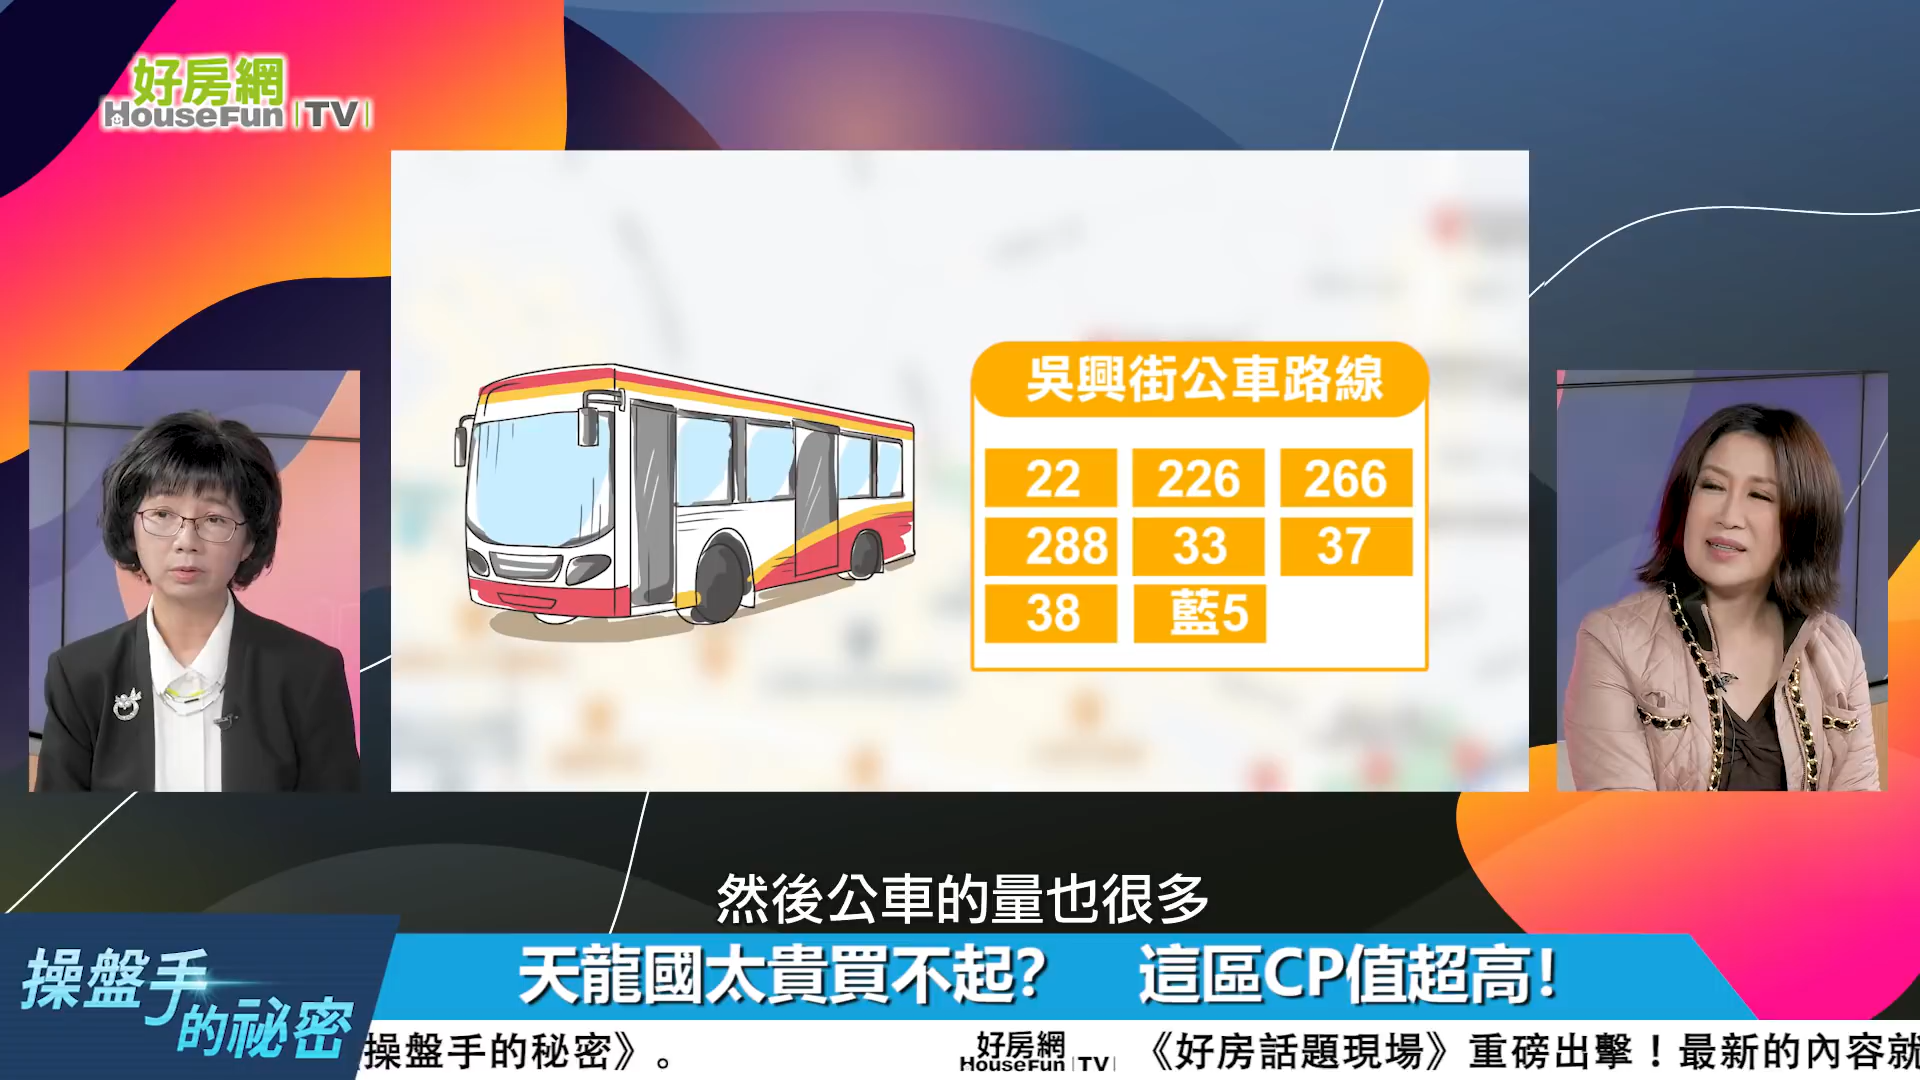 好房網
HouseFun TV
吳興街公車路線
22 226 266
288 33 37
38 藍5
然後公車的量也很多
天龍國太貴買不起? 這區CP值超高!
操盤手
的祕密
操盤手的秘密》。 好房網 HouseFun TV 《好房話題現場》重磅出擊！最新的內容就